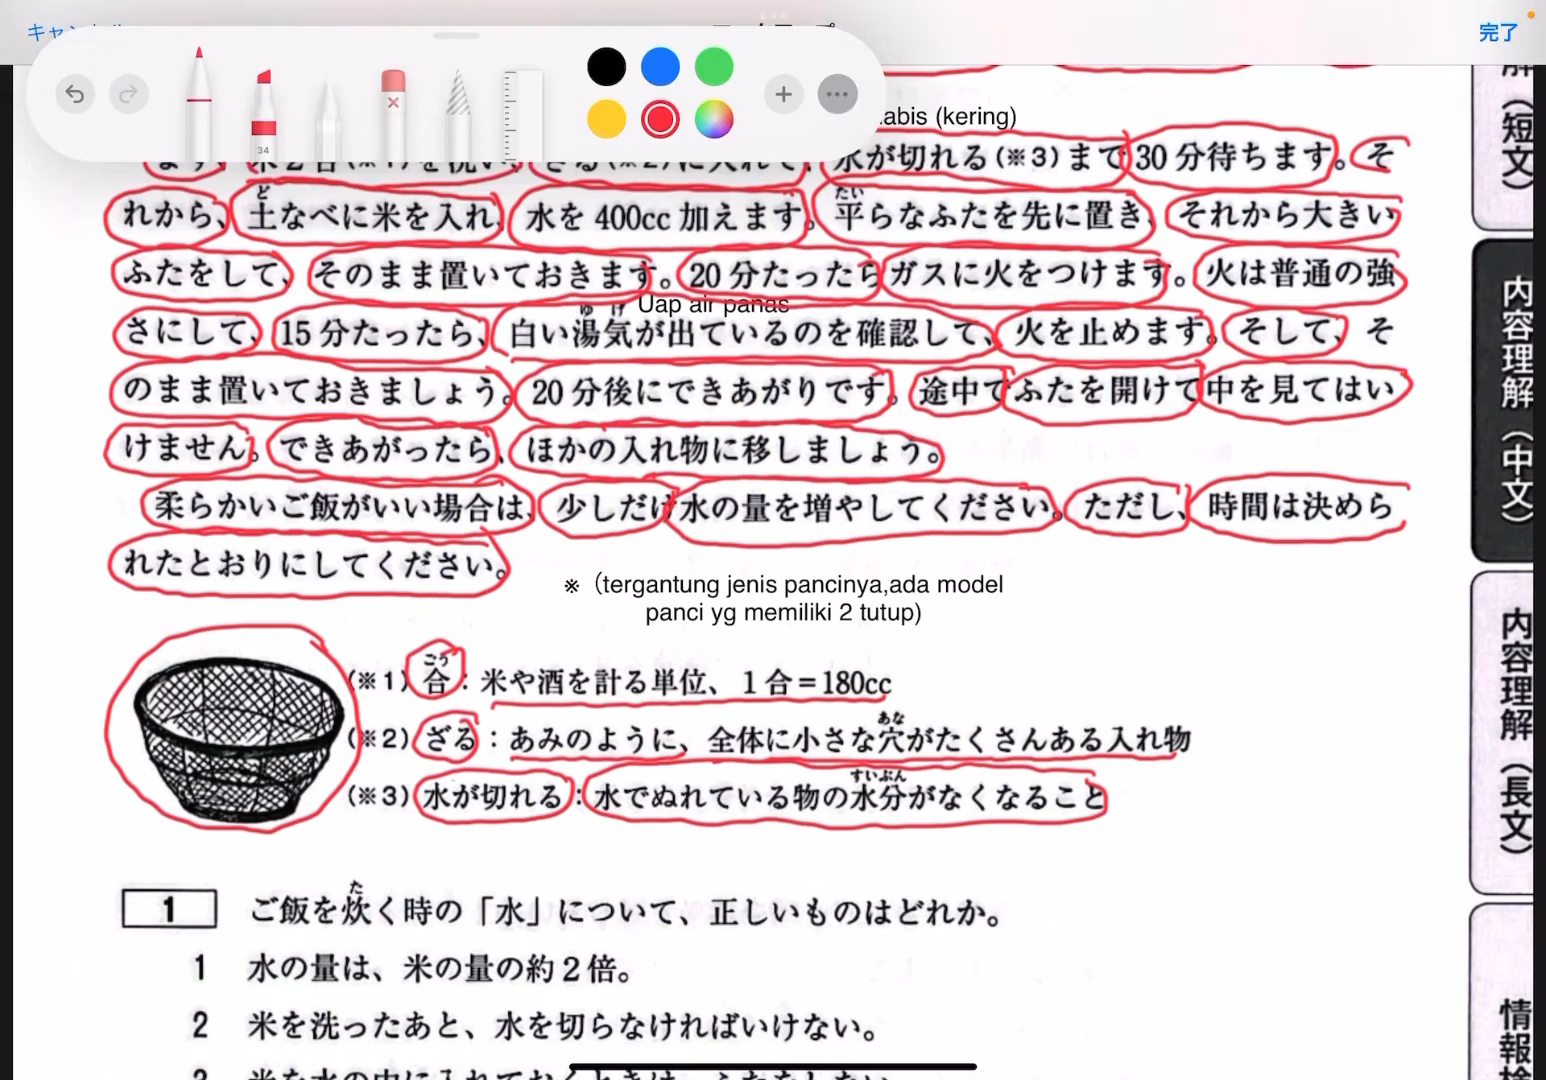 完了
34
habis (kering)
まず、米2合(※1)を洗い、ざる(※2)に入れて、水が切れる(※3)まで30分待ちます。そ
れから、土なべに米を入れ、水を400cc加えます。平らなふたを先に置き、それから大きい
ふたをして、そのまま置いておきます。20分たったらガスに火をつけます。火は普通の強
Uap air panas
さにして、15分たったら、白い湯気が出ているのを確認して、火を止めます。そして、そ
のまま置いておきましょう。20分後にできあがりです。途中でふたを開けて中を見てはい
けません。できあがったら、ほかの入れ物に移しましょう。
柔らかいご飯がいい場合は、少しだけ水の量を増やしてください。ただし、時間は決めら
れたとおりにしてください。
※（tergantung jenis pancinya,ada model
panci yg memiliki 2 tutup)
(※1) 合：米や酒を計る単位、1合＝180cc
(※2) ざる：あみのように、全体に小さな穴がたくさんある入れ物
(※3) 水が切れる：水でぬれている物の水分がなくなること
1 ご飯を炊く時の「水」について、正しいものはどれか。
1 水の量は、米の量の約2倍。
2 米を洗ったあと、水を切らなければいけない。
解（短文）
内容理解（中文）
内容理解（長文）
情報検